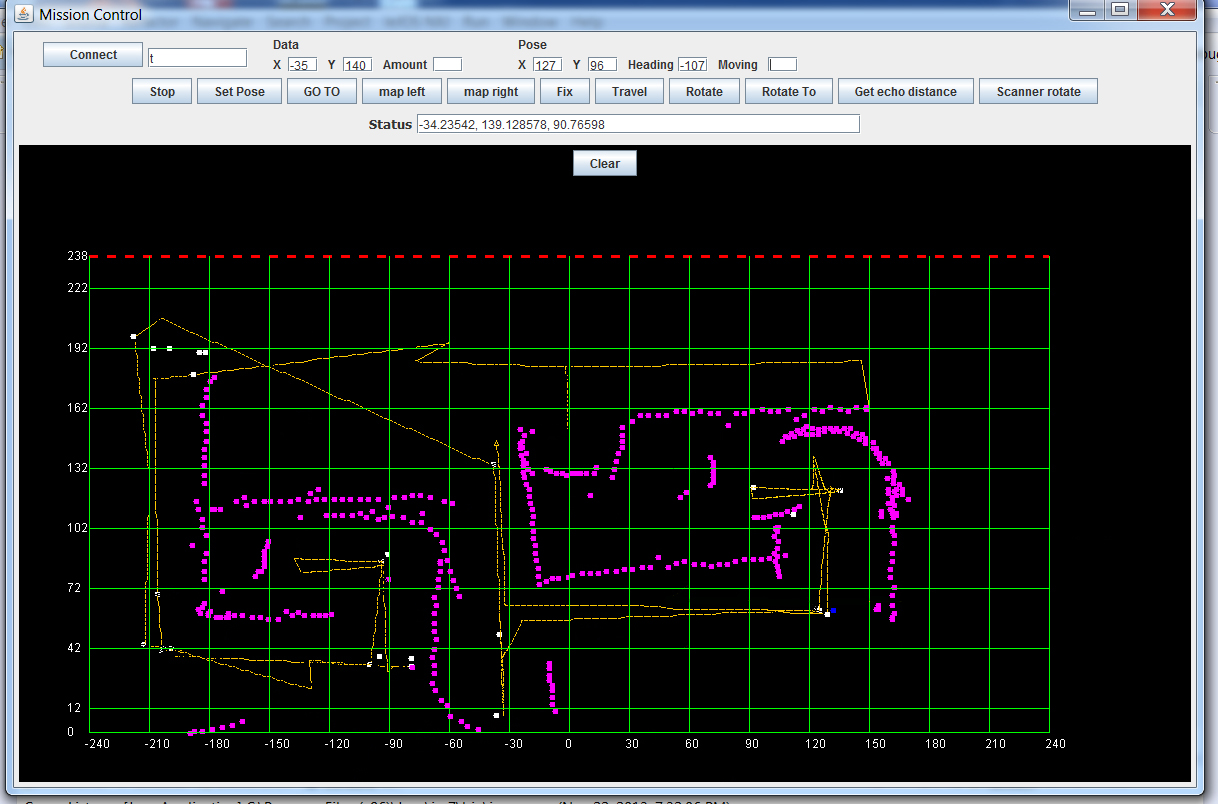 Mission Control
Data Pose
Connect t X -35 Y 140 Amount X 127 Y 96 Heading -107 Moving
Stop Set Pose GO TO map left map right Fix Travel Rotate Rotate To Get echo distance Scanner rotate
Status -34.23542, 139.128578, 90.76598
Clear
238
222
192
162
132
102
72
42
12
0
-240 -210 -180 -150 -120 -90 -60 -30 0 30 60 90 120 150 180 210 240